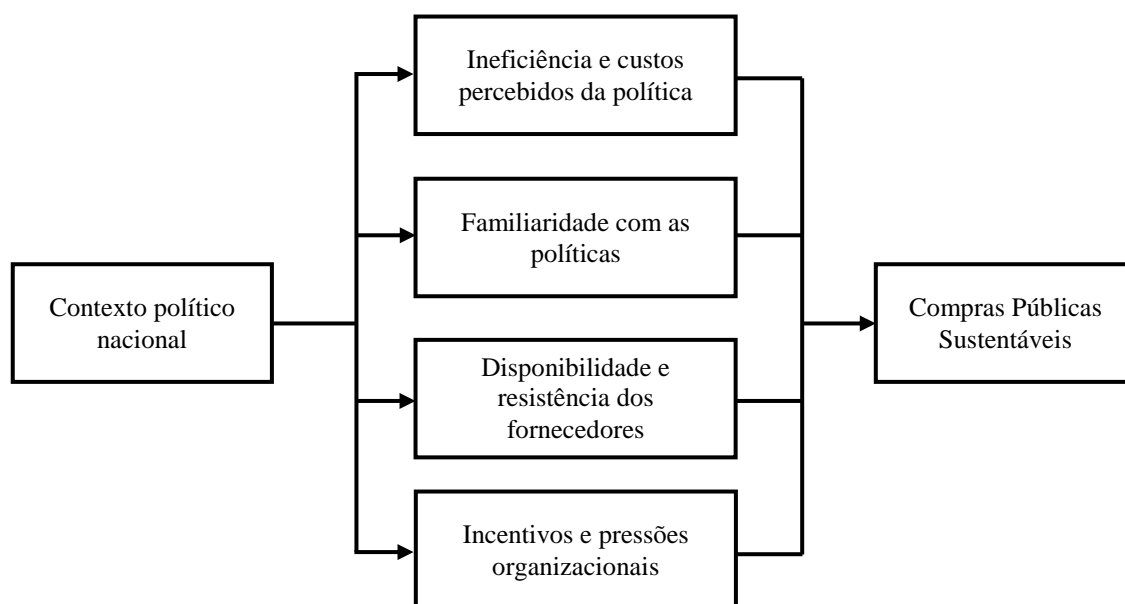 Contexto político
nacional
Ineficiência e custos
percebidos da política
Familiaridade com as
políticas
Disponibilidade e
resistência dos
fornecedores
Incentivos e pressões
organizacionais
Compras Públicas
Sustentáveis